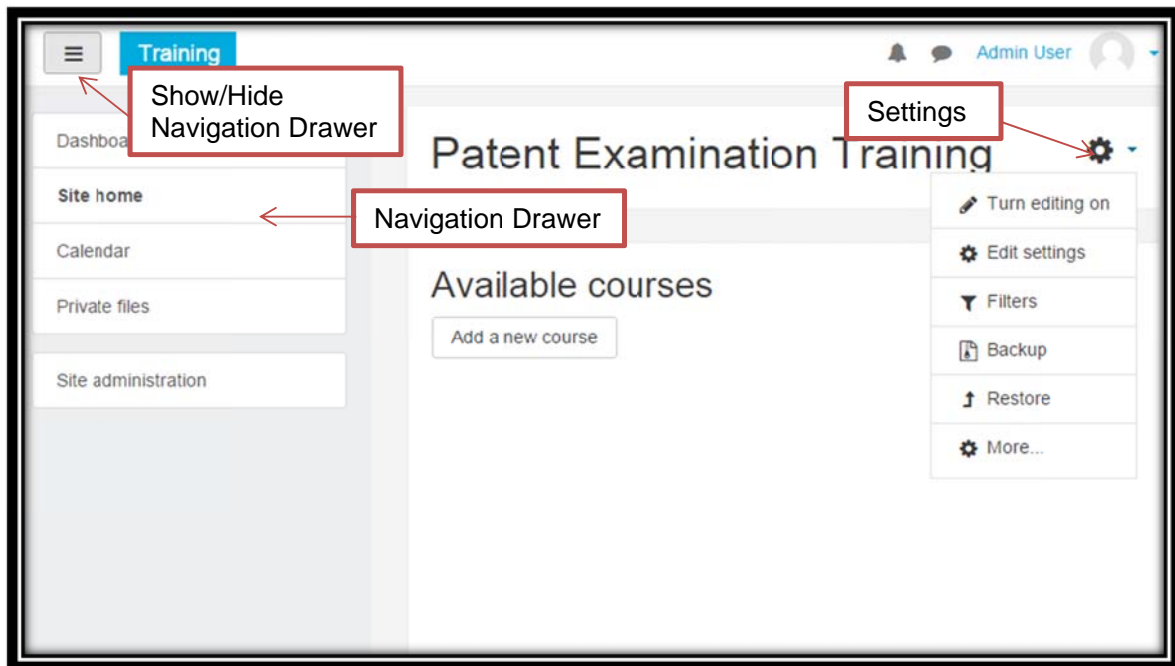 Training
Admin User
Show/Hide
Navigation Drawer
Settings
Dashboa
Patent Examination Training
Site home
Navigation Drawer
Calendar
Private files
Site administration
Available courses
Add a new course
Turn editing on
Edit settings
Filters
Backup
Restore
More...